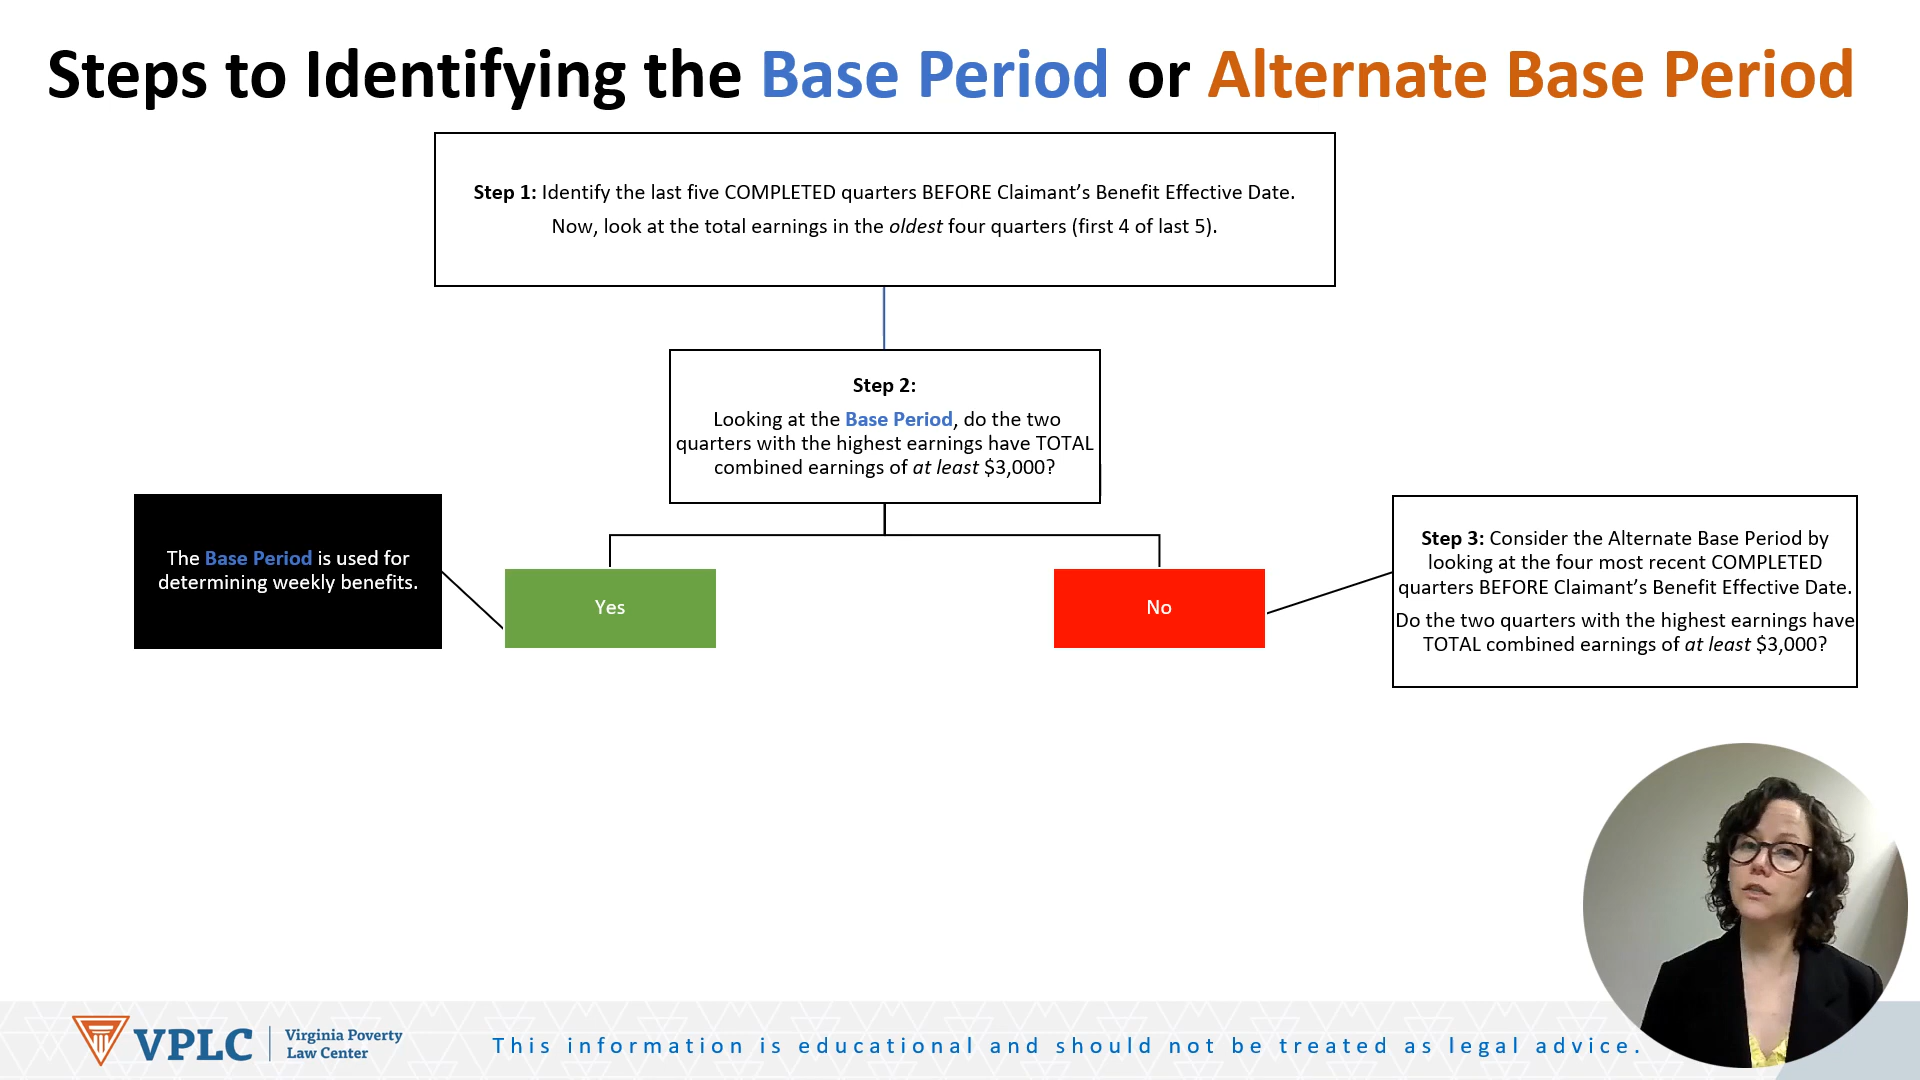 Steps to Identifying the Base Period or Alternate Base Period
Step 1: Identify the last five COMPLETED quarters BEFORE Claimant’s Benefit Effective Date.
Now, look at the total earnings in the oldest four quarters (first 4 of last 5).
Step 2:
Looking at the Base Period, do the two
quarters with the highest earnings have TOTAL
combined earnings of at least $3,000?
The Base Period is used for
determining weekly benefits.
Yes
No
Step 3: Consider the Alternate Base Period by
looking at the four most recent COMPLETED
quarters BEFORE Claimant’s Benefit Effective Date.
Do the two quarters with the highest earnings have
TOTAL combined earnings of at least $3,000?
VPLC
Virginia Poverty
Law Center
This information is educational and should not be treated as legal advice.